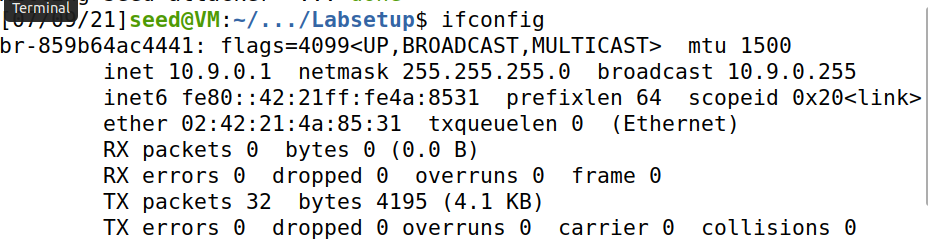 Terminal
[07/09/21]seed@VM:~/.../Labsetup$ ifconfig
br-859b64ac4441: flags=4099<UP,BROADCAST,MULTICAST>  mtu 1500
        inet 10.9.0.1  netmask 255.255.255.0  broadcast 10.9.0.255
        inet6 fe80::42:21ff:fe4a:8531  prefixlen 64  scopeid 0x20<link>
        ether 02:42:21:4a:85:31  txqueuelen 0  (Ethernet)
        RX packets 0  bytes 0 (0.0 B)
        RX errors 0  dropped 0  overruns 0  frame 0
        TX packets 32  bytes 4195 (4.1 KB)
        TX errors 0  dropped 0 overruns 0  carrier 0  collisions 0